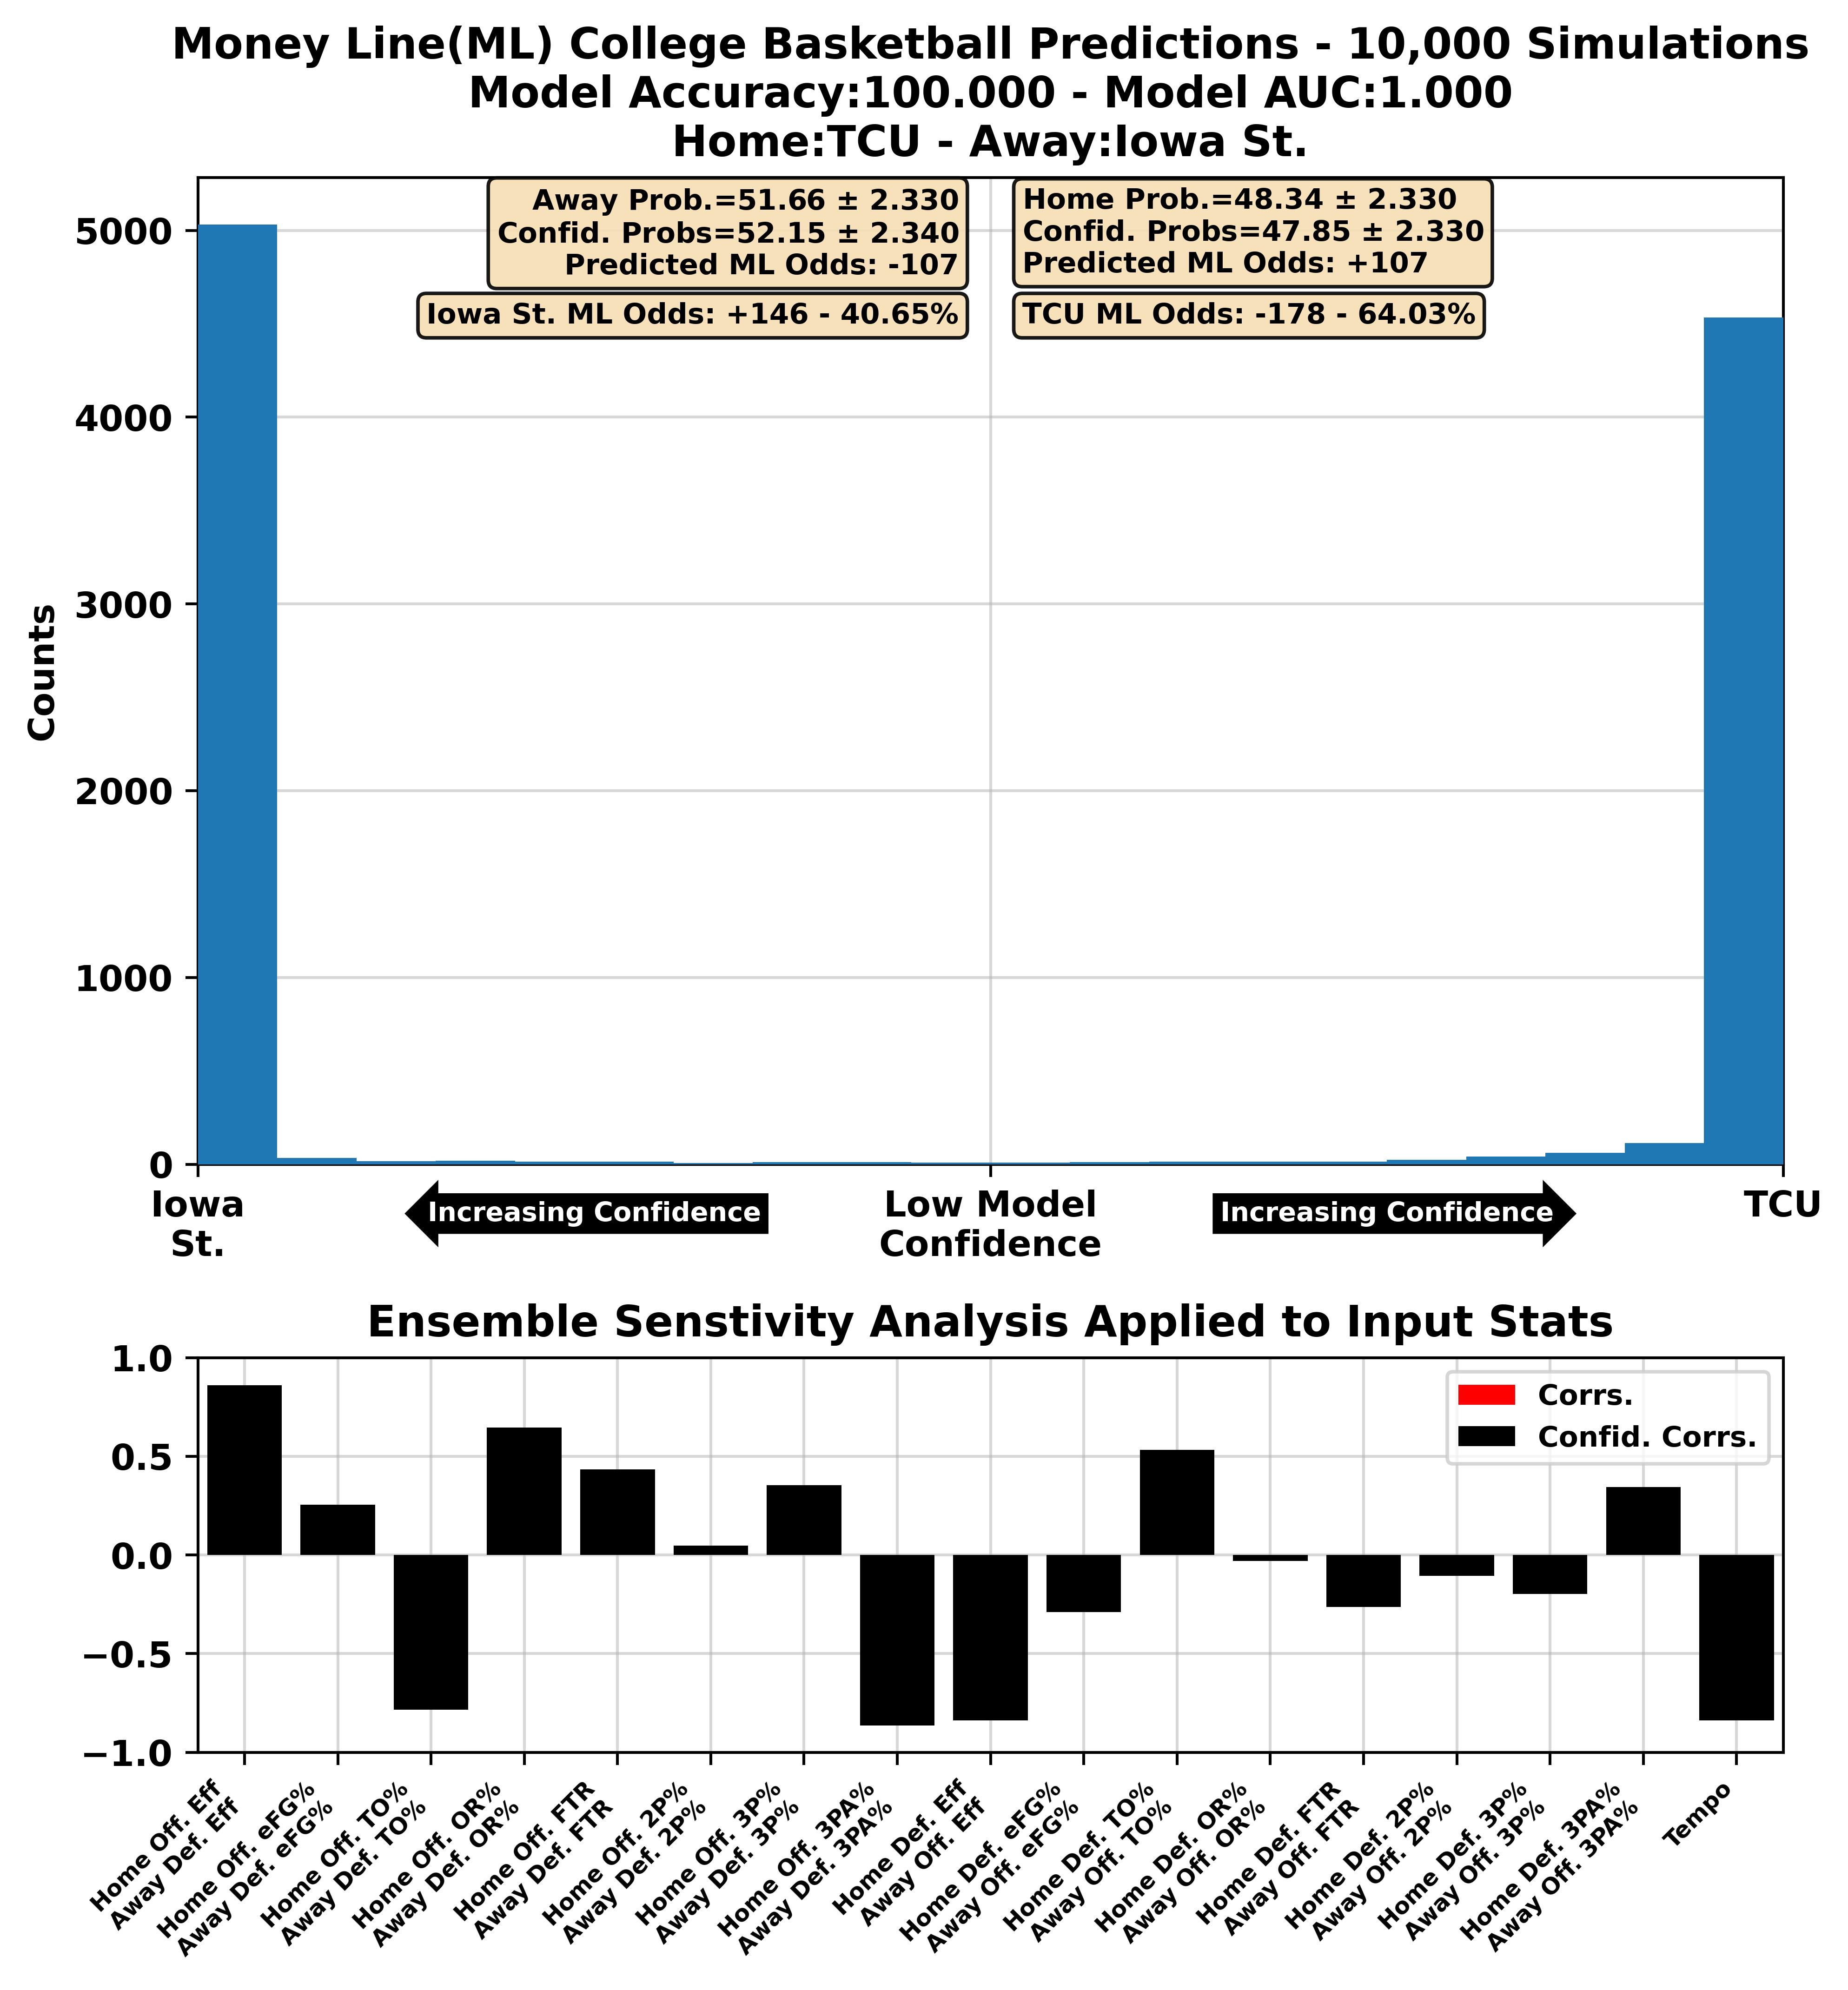 Money Line(ML) College Basketball Predictions - 10,000 Simulations
Model Accuracy:100.000 - Model AUC:1.000
Home:TCU - Away:Iowa St.
Away Prob.=51.66 ± 2.330
Confid. Probs=52.15 ± 2.340
Predicted ML Odds: -107
Iowa St. ML Odds: +146 - 40.65%
Home Prob.=48.34 ± 2.330
Confid. Probs=47.85 ± 2.330
Predicted ML Odds: +107
TCU ML Odds: -178 - 64.03%
Counts
5000
4000
3000
2000
1000
0
Iowa
St.
Increasing Confidence
Low Model
Confidence
Increasing Confidence
TCU
Ensemble Senstivity Analysis Applied to Input Stats
1.0
0.5
0.0
−0.5
−1.0
Corrs.
Confid. Corrs.
Home Off. Eff
Away Def. Eff
Home Off. eFG%
Away Def. eFG%
Home Off. TO%
Away Def. TO%
Home Off. OR%
Away Def. OR%
Home Off. FTR
Away Def. FTR
Home Off. 2P%
Away Def. 2P%
Home Off. 3P%
Away Def. 3P%
Home Off. 3PA%
Away Def. 3PA%
Home Def. Eff
Away Off. Eff
Home Def. eFG%
Away Off. eFG%
Home Def. TO%
Away Off. TO%
Home Def. OR%
Away Off. OR%
Home Def. FTR
Away Off. FTR
Home Def. 2P%
Away Off. 2P%
Home Def. 3P%
Away Off. 3P%
Home Def. 3PA%
Away Off. 3PA%
Tempo